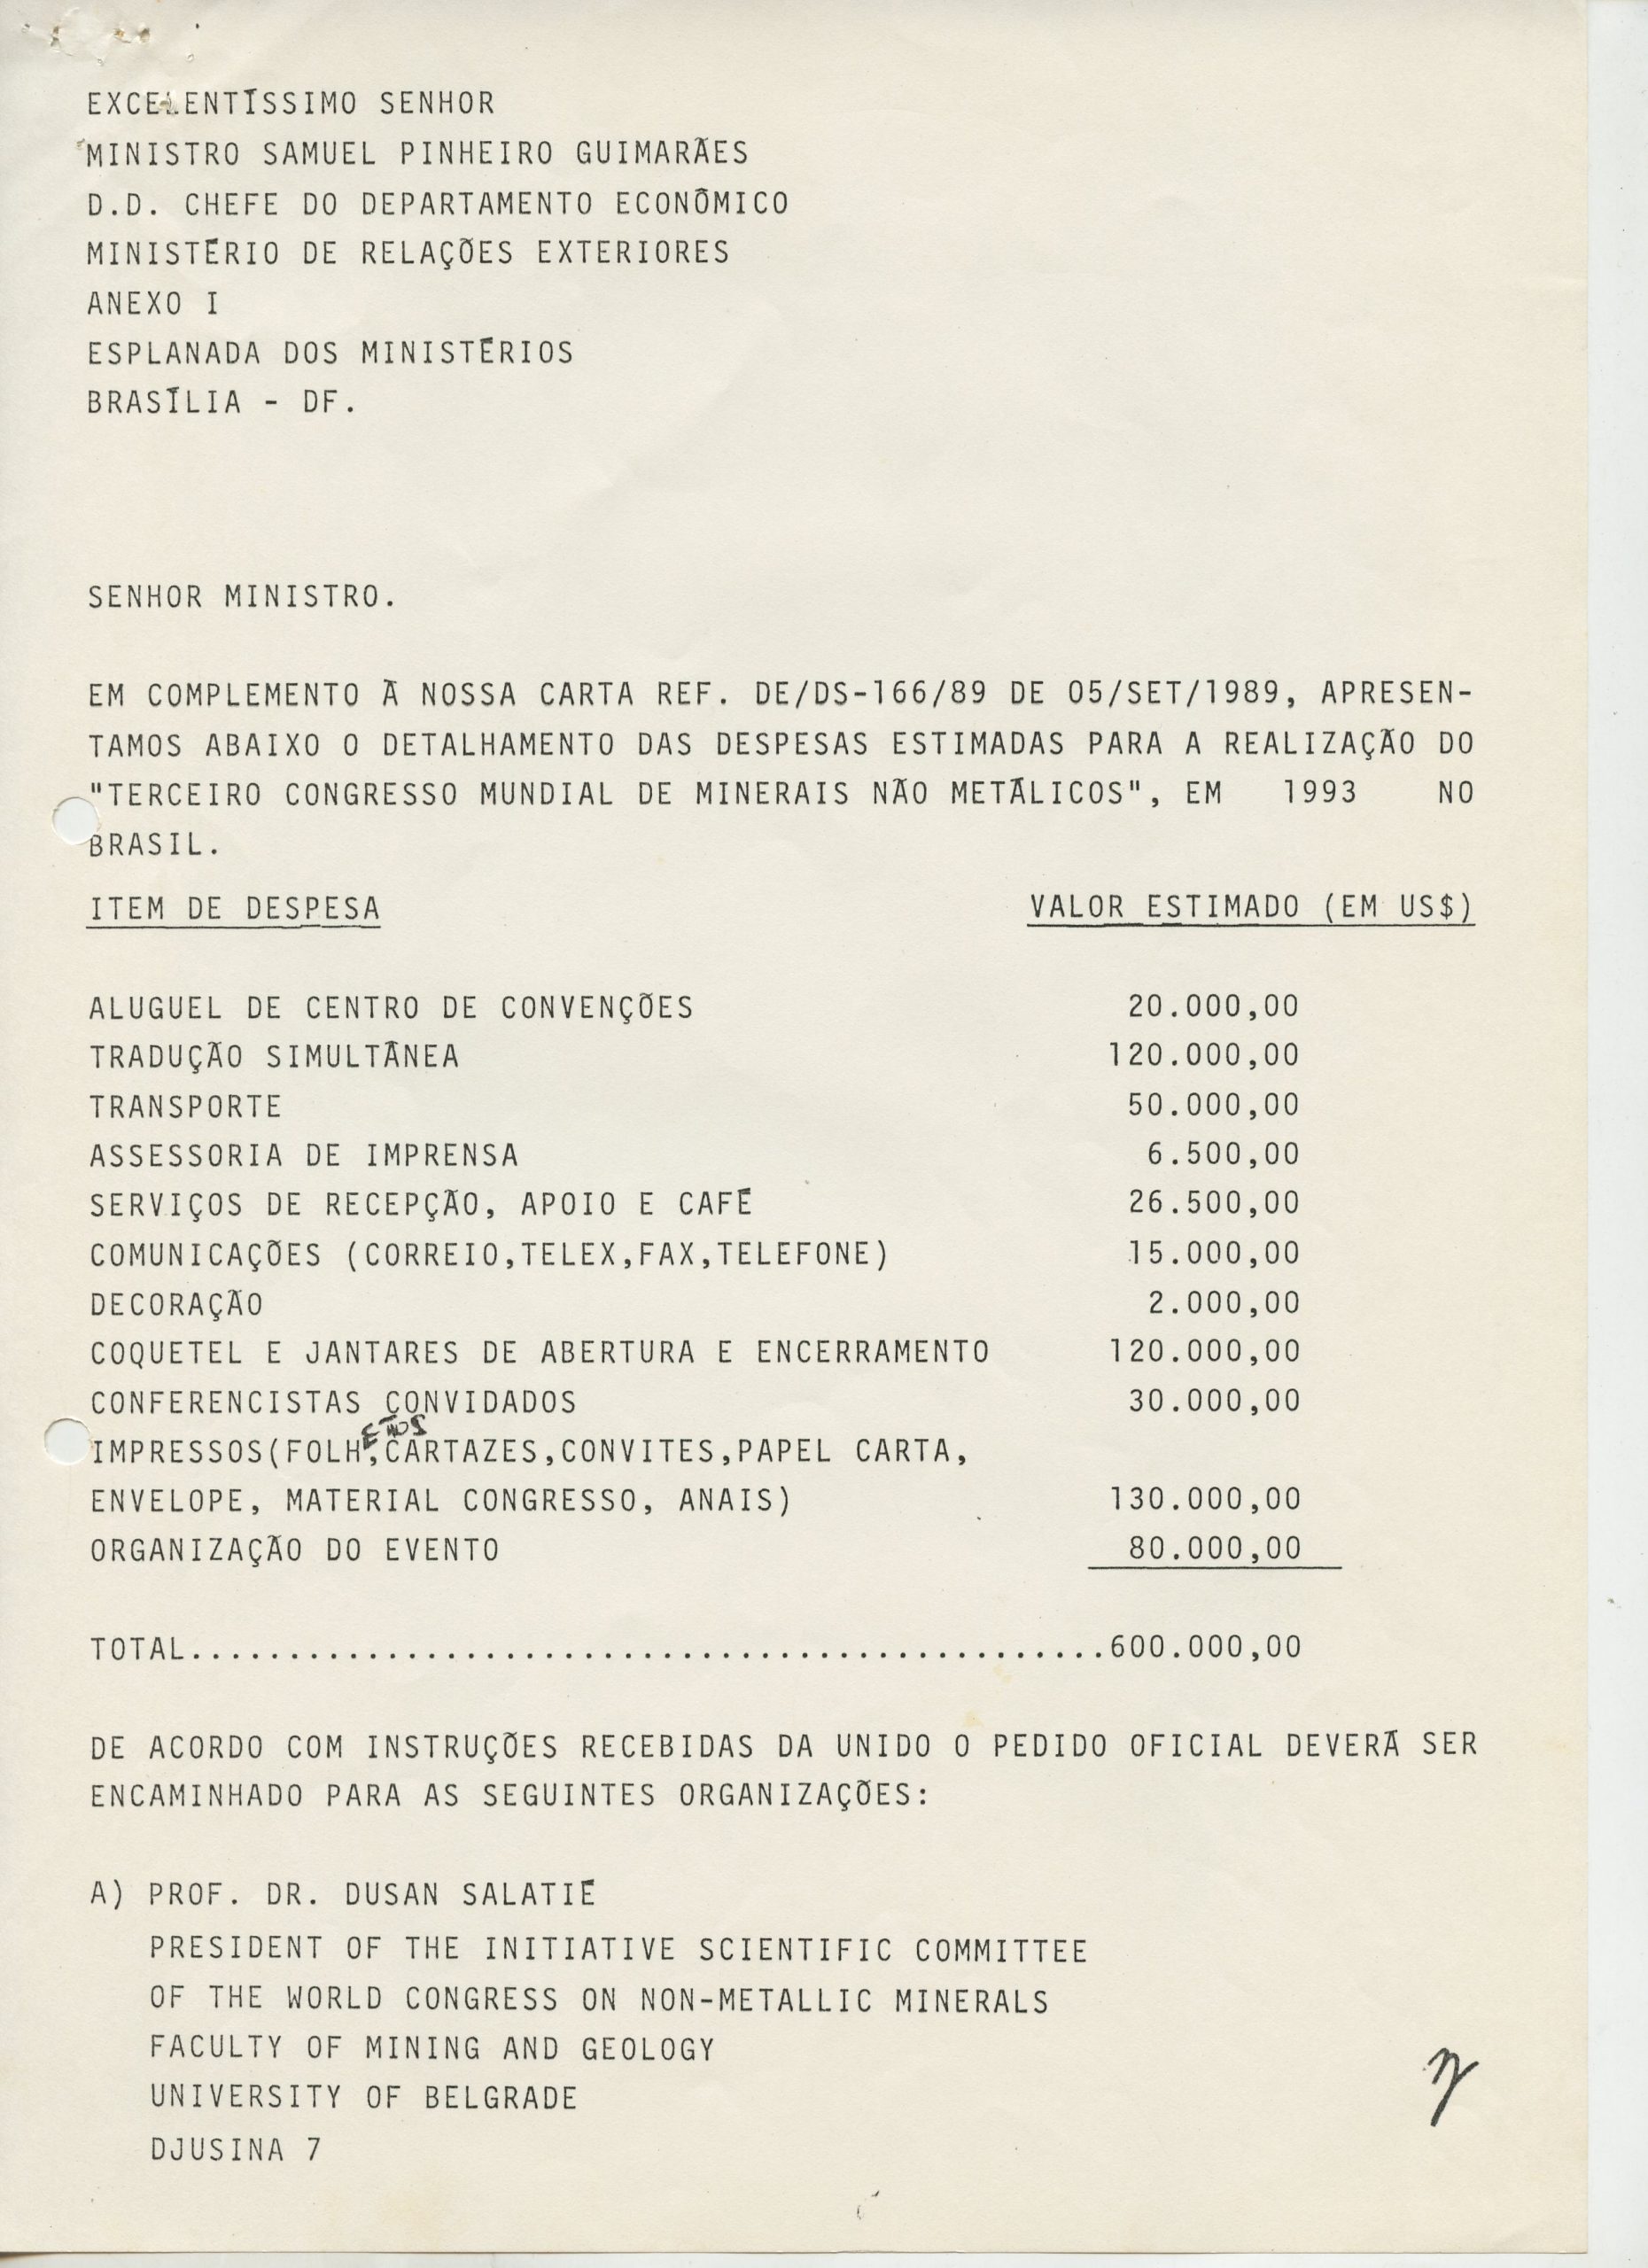 EXCELENTÍSSIMO SENHOR
MINISTRO SAMUEL PINHEIRO GUIMARÃES
D.D. CHEFE DO DEPARTAMENTO ECONÔMICO
MINISTÉRIO DE RELAÇÕES EXTERIORES
ANEXO I
ESPLANADA DOS MINISTÉRIOS
BRASÍLIA - DF.
SENHOR MINISTRO.
EM COMPLEMENTO À NOSSA CARTA REF. DE/DS-166/89 DE 05/SET/1989, APRESEN-
TAMOS ABAIXO O DETALHAMENTO DAS DESPESAS ESTIMADAS PARA A REALIZAÇÃO DO
"TERCEIRO CONGRESSO MUNDIAL DE MINERAIS NÃO METÁLICOS", EM 1993 NO
BRASIL.
ITEM DE DESPESA VALOR ESTIMADO (EM US$)
ALUGUEL DE CENTRO DE CONVENÇÕES 20.000,00
TRADUÇÃO SIMULTÂNEA 120.000,00
TRANSPORTE 50.000,00
ASSESSORIA DE IMPRENSA 6.500,00
SERVIÇOS DE RECEPÇÃO, APOIO E CAFÉ 26.500,00
COMUNICAÇÕES (CORREIO,TELEX,FAX,TELEFONE) 15.000,00
DECORAÇÃO 2.000,00
COQUETEL E JANTARES DE ABERTURA E ENCERRAMENTO 120.000,00
CONFERENCISTAS CONVIDADOS 30.000,00
IMPRESSOS(FOLHETOS,CARTAZES,CONVITES,PAPEL CARTA,
ENVELOPE, MATERIAL CONGRESSO, ANAIS) 130.000,00
ORGANIZAÇÃO DO EVENTO 80.000,00
TOTAL...............................................600.000,00
DE ACORDO COM INSTRUÇÕES RECEBIDAS DA UNIDO O PEDIDO OFICIAL DEVERÁ SER
ENCAMINHADO PARA AS SEGUINTES ORGANIZAÇÕES:
A) PROF. DR. DUSAN SALATIÉ
PRESIDENT OF THE INITIATIVE SCIENTIFIC COMMITTEE
OF THE WORLD CONGRESS ON NON-METALLIC MINERALS
FACULTY OF MINING AND GEOLOGY
UNIVERSITY OF BELGRADE
DJUSINA 7